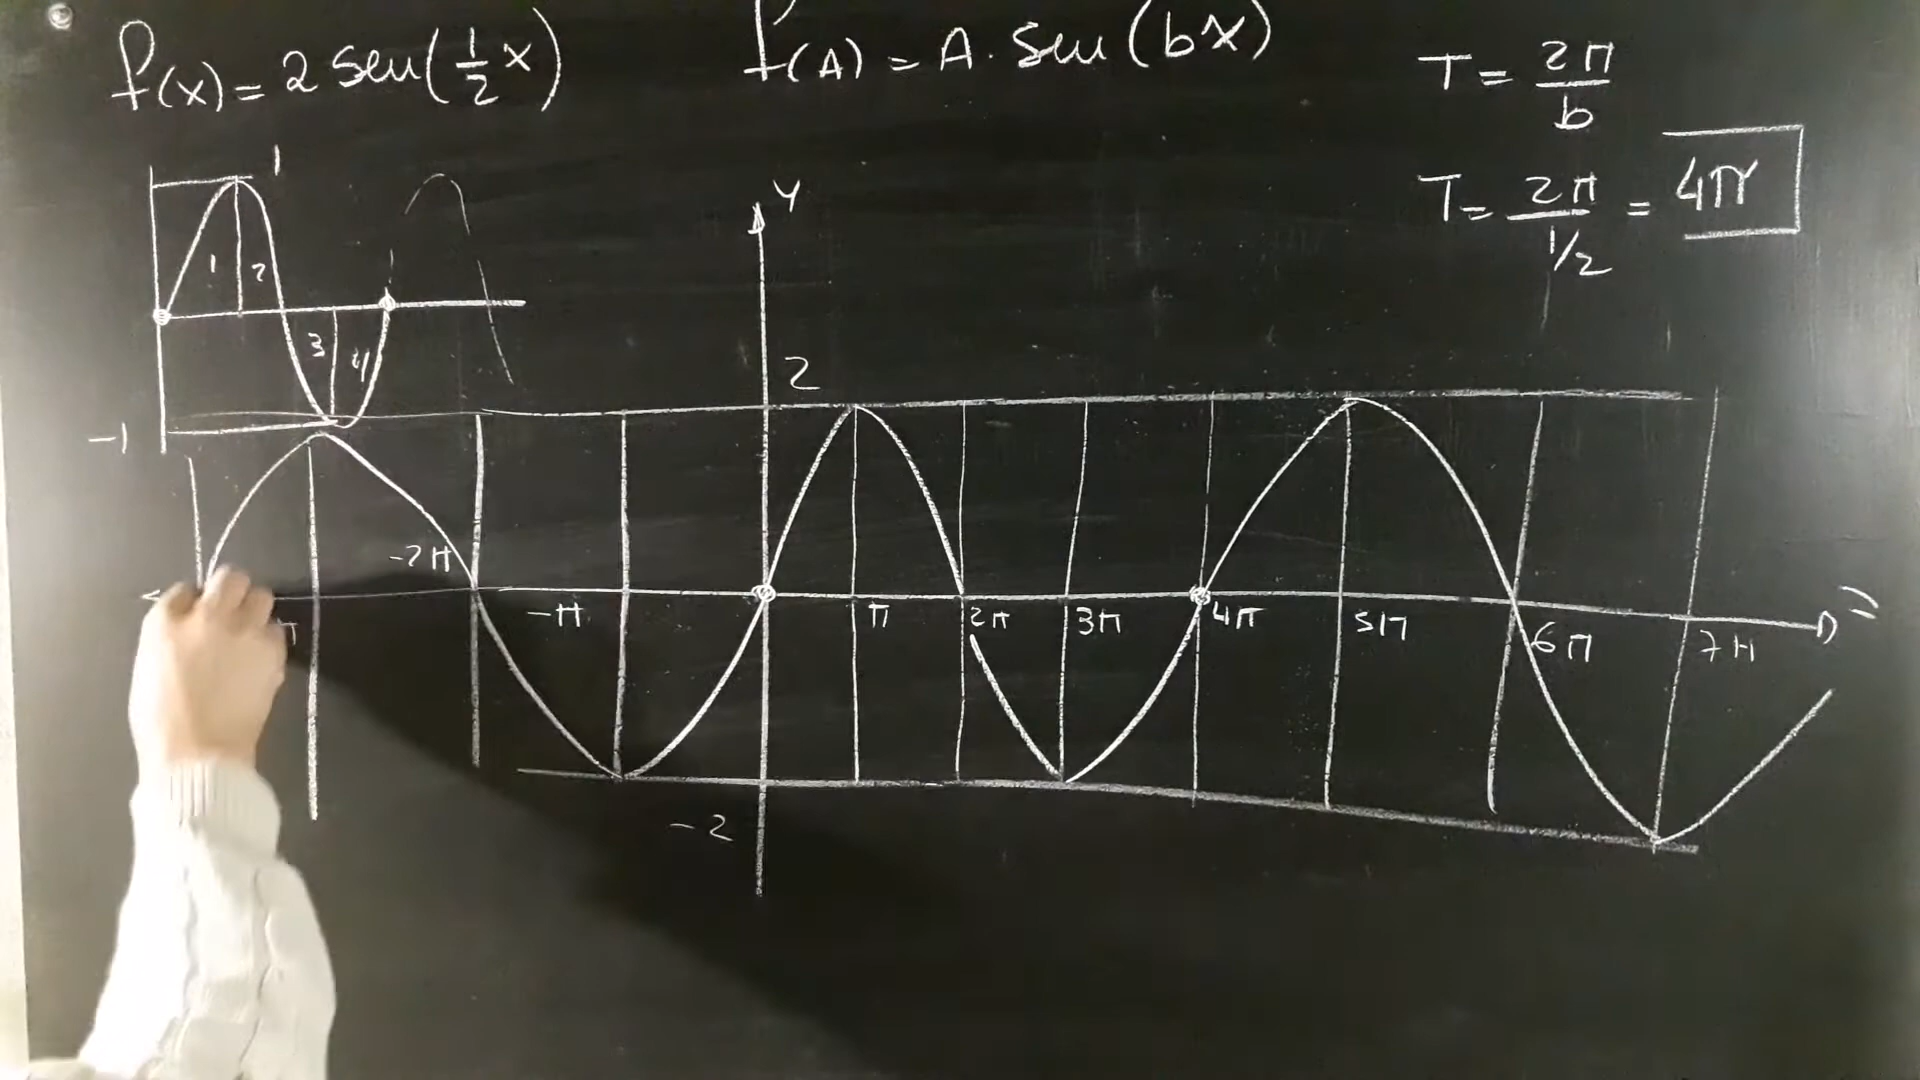 f(x) = 2 sen(1/2 x)
f(A) = A . sen(bx)
T = 2π/b
T = 2π/1/2 = 4π
1
y
1 2
3 4
2
-1
-2π
-π π 2π 3π 4π 5π 6π 7π
π
-2